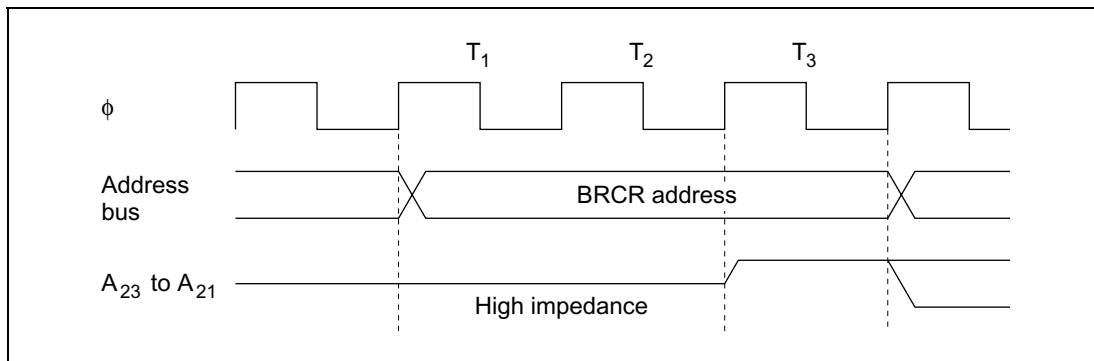 T1 T2 T3
φ
Address
bus
BRCR address
A23 to A21
High impedance